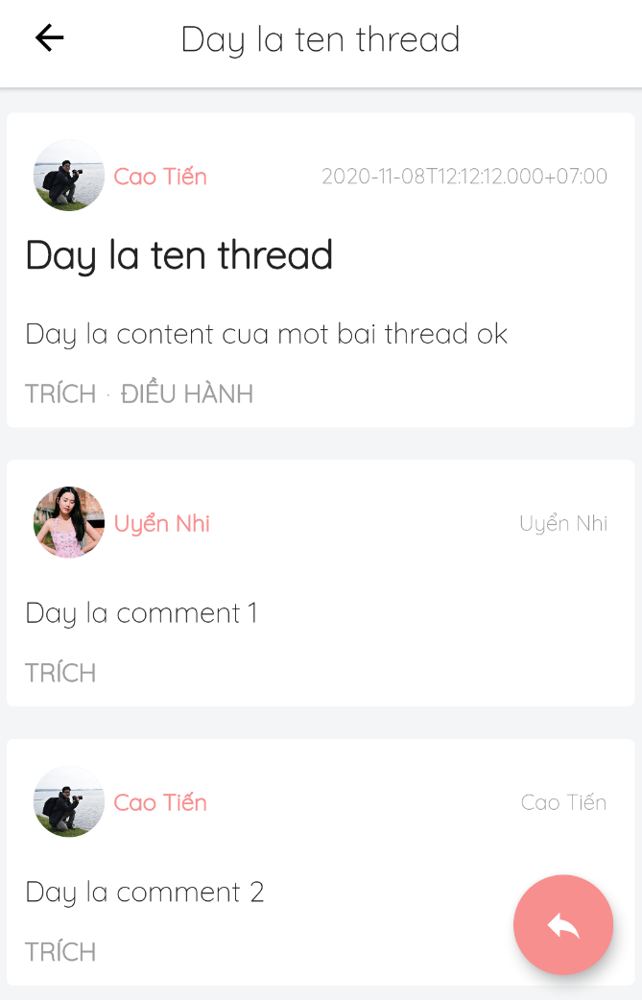 Day la ten thread
Cao Tiến 2020-11-08T12:12:12.000+07:00
Day la ten thread
Day la content cua mot bai thread ok
TRÍCH · ĐIỀU HÀNH
Uyển Nhi Uyển Nhi
Day la comment 1
TRÍCH
Cao Tiến Cao Tiến
Day la comment 2
TRÍCH